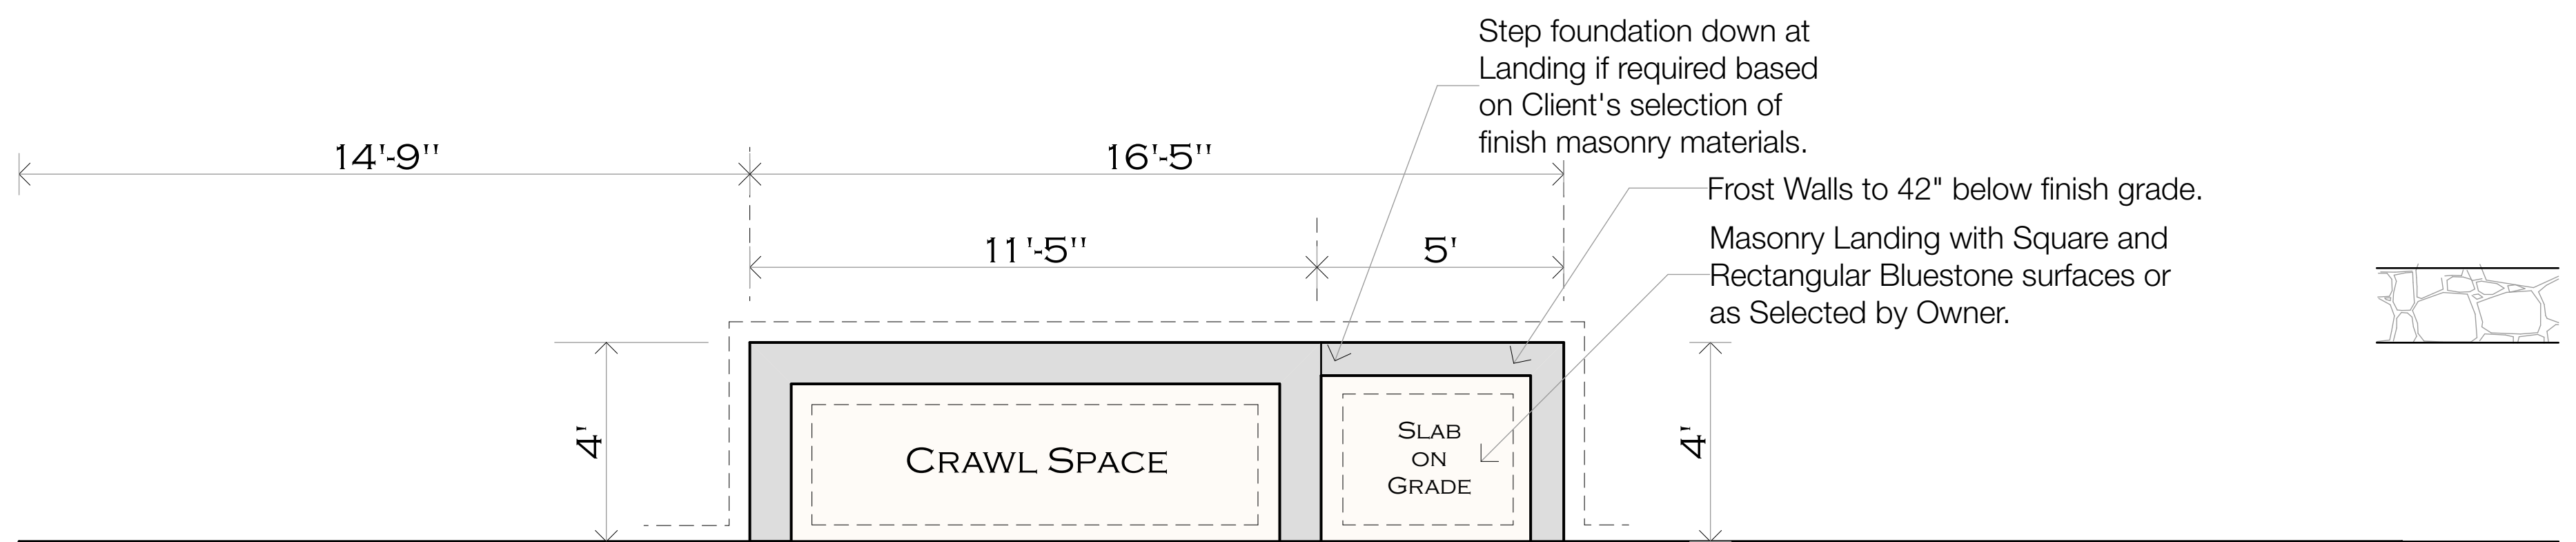 Step foundation down at
Landing if required based
on Client's selection of
finish masonry materials.
14'-9"
16'-5"
Frost Walls to 42" below finish grade.
11'-5"
5'
Masonry Landing with Square and
Rectangular Bluestone surfaces or
as Selected by Owner.
4'
CRAWL SPACE
SLAB
ON
GRADE
4'